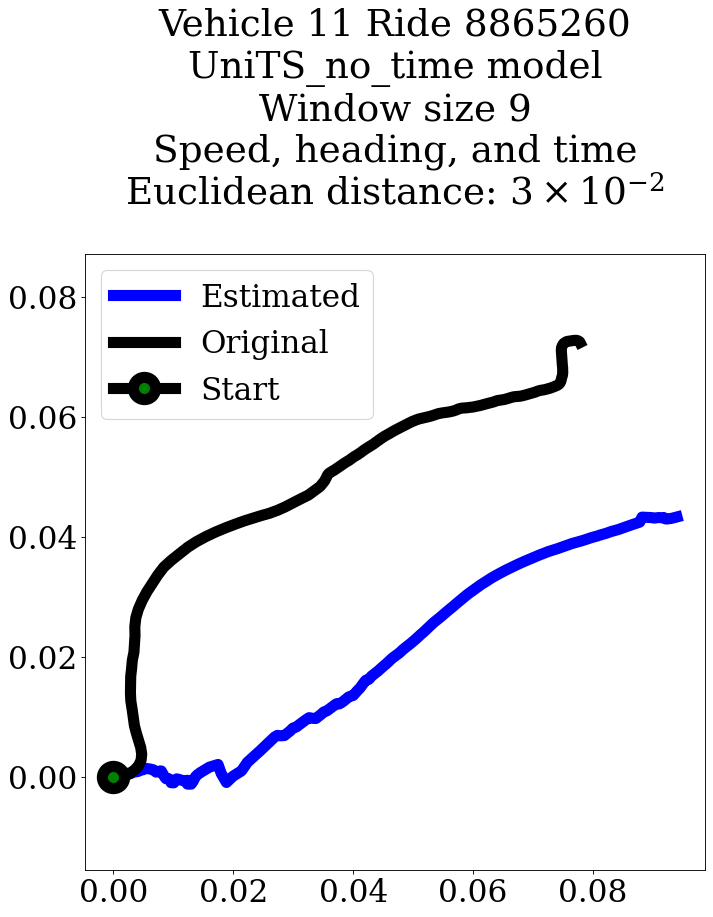 Vehicle 11 Ride 8865260
UniTS_no_time model
Window size 9
Speed, heading, and time
Euclidean distance: 3 × 10⁻²
Estimated
Original
Start
0.08
0.06
0.04
0.02
0.00
0.00 0.02 0.04 0.06 0.08